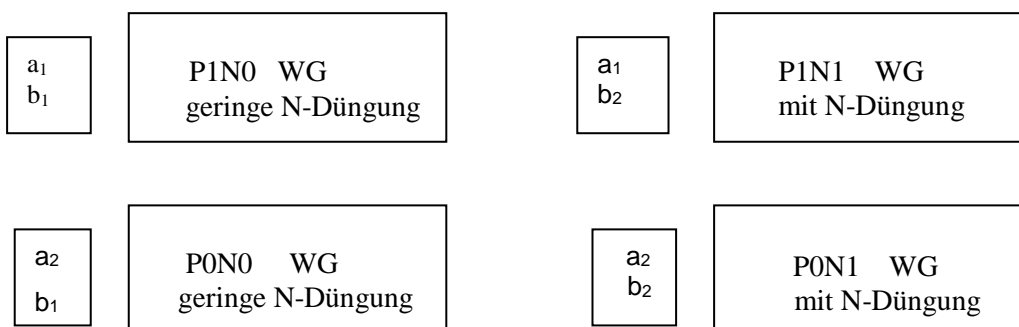 a1
b1
P1N0 WG
geringe N-Düngung
a1
b2
P1N1 WG
mit N-Düngung
a2
b1
P0N0 WG
geringe N-Düngung
a2
b2
P0N1 WG
mit N-Düngung